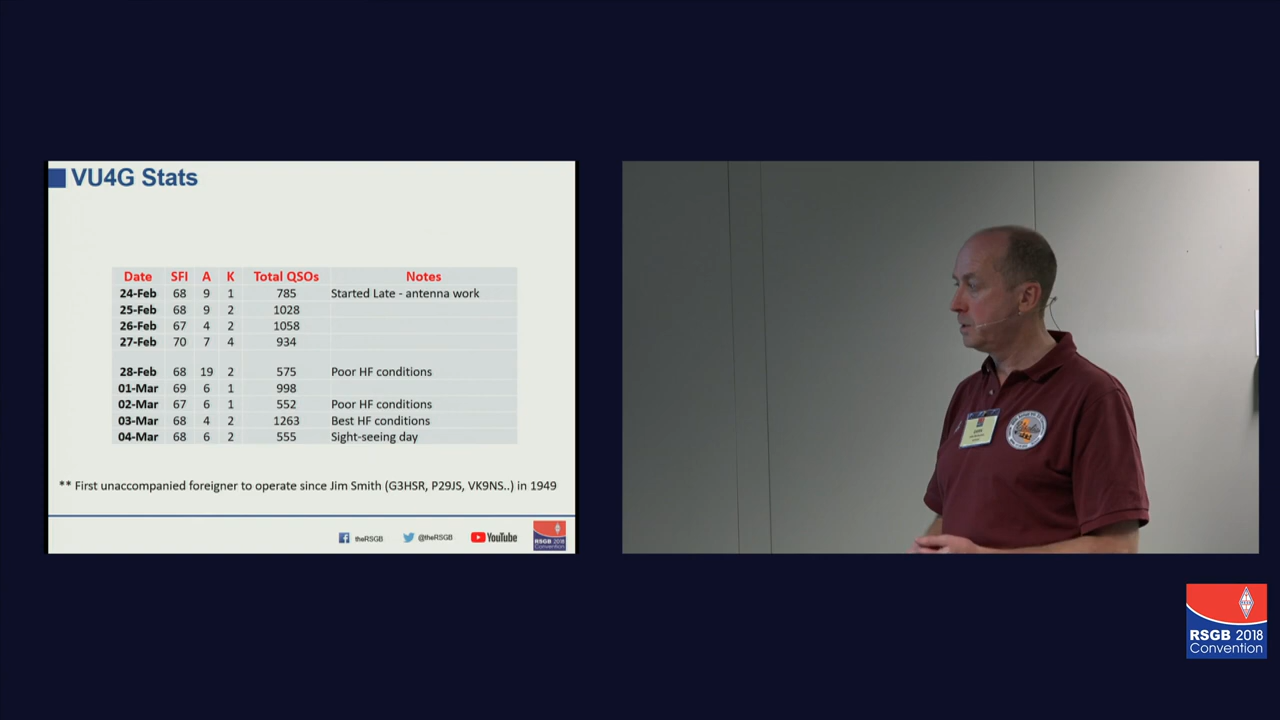 VU4G Stats
Date SFI A K Total QSOs Notes
24-Feb 68 9 1 785 Started Late - antenna work
25-Feb 68 9 2 1028
26-Feb 67 4 2 1058
27-Feb 70 7 4 934
28-Feb 68 19 2 575 Poor HF conditions
01-Mar 69 6 1 998
02-Mar 67 6 1 552 Poor HF conditions
03-Mar 68 4 2 1263 Best HF conditions
04-Mar 68 6 2 555 Sight-seeing day
** First unaccompanied foreigner to operate since Jim Smith (G3HSR, P29JS, VK9NS..) in 1949
theRSGB @theRSGB YouTube
RSGB 2018
Convention
RSGB 2018
Convention